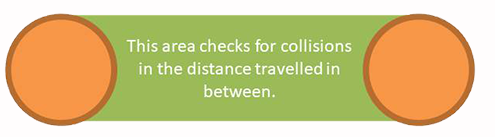 This area checks for collisions
in the distance travelled in
between.